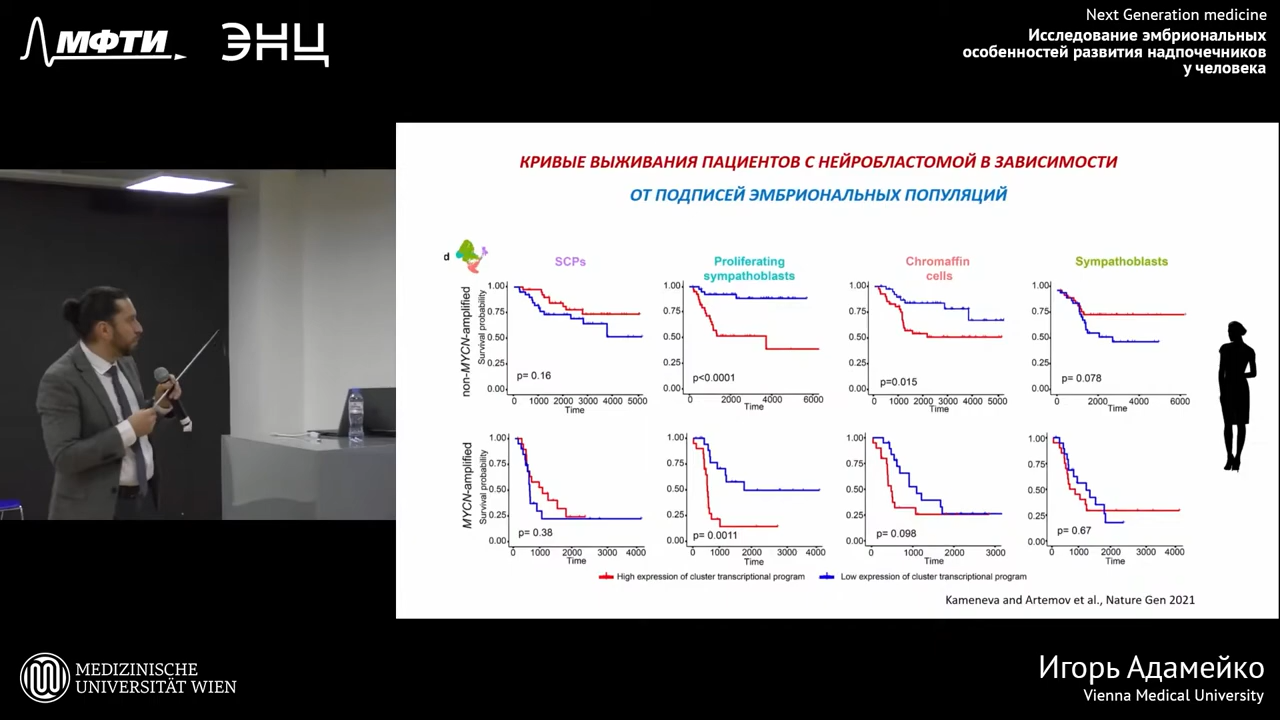 МФТИ
ЭНЦ
Next Generation medicine
Исследование эмбриональных
особенностей развития надпочечников
у человека
КРИВЫЕ ВЫЖИВАНИЯ ПАЦИЕНТОВ С НЕЙРОБЛАСТОМОЙ В ЗАВИСИМОСТИ
ОТ ПОДПИСЕЙ ЭМБРИОНАЛЬНЫХ ПОПУЛЯЦИЙ
d
SCPs
Proliferating
sympathoblasts
Chromaffin
cells
Sympathoblasts
non-MYCN-amplified
Survival probability
1.00
0.75
0.50
0.25
0.00
p= 0.16
0 1000 2000 3000 4000 5000
Time
1.00
0.75
0.50
0.25
0.00
p<0.0001
0 2000 4000 6000
Time
1.00
0.75
0.50
0.25
0.00
p=0.015
0 1000 2000 3000 4000 5000
Time
1.00
0.75
0.50
0.25
0.00
p= 0.078
0 2000 4000 6000
Time
MYCN-amplified
Survival probability
1.00
0.75
0.50
0.25
0.00
p= 0.38
0 1000 2000 3000 4000
Time
1.00
0.75
0.50
0.25
0.00
p= 0.0011
0 1000 2000 3000 4000
Time
1.00
0.75
0.50
0.25
0.00
p= 0.098
0 1000 2000 3000
Time
1.00
0.75
0.50
0.25
0.00
p= 0.67
0 1000 2000 3000 4000
Time
High expression of cluster transcriptional program
Low expression of cluster transcriptional program
Kameneva and Artemov et al., Nature Gen 2021
MEDIZINISCHE
UNIVERSITÄT WIEN
Игорь Адамейко
Vienna Medical University